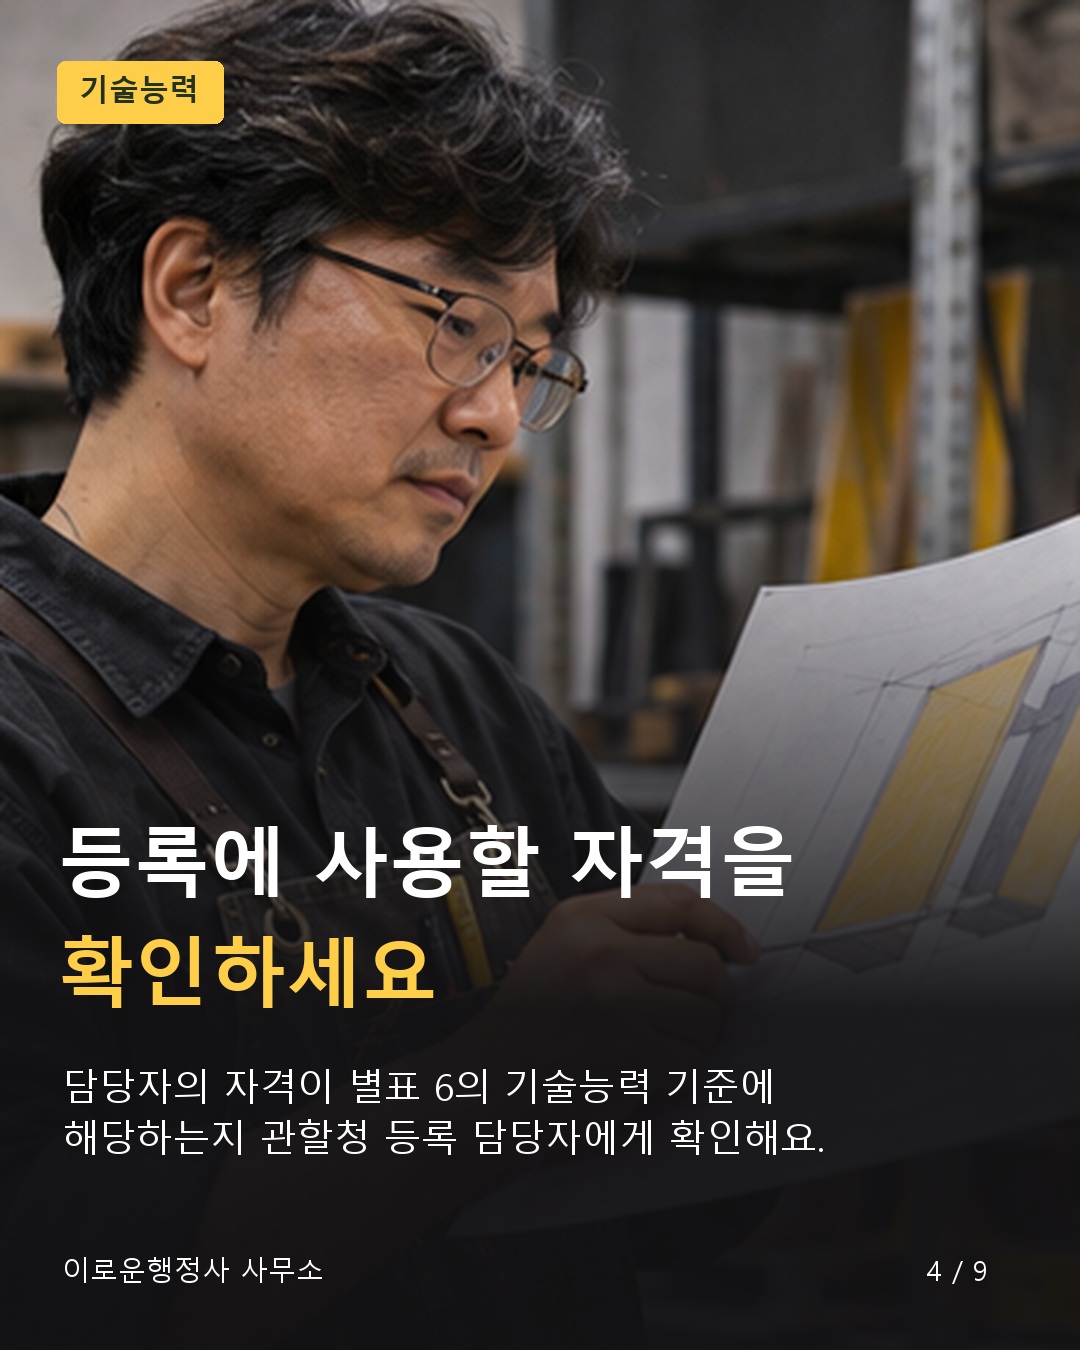 기술능력
등록에 사용할 자격을
확인하세요
담당자의 자격이 별표 6의 기술능력 기준에
해당하는지 관할청 등록 담당자에게 확인해요.
이로운행정사 사무소
4 / 9